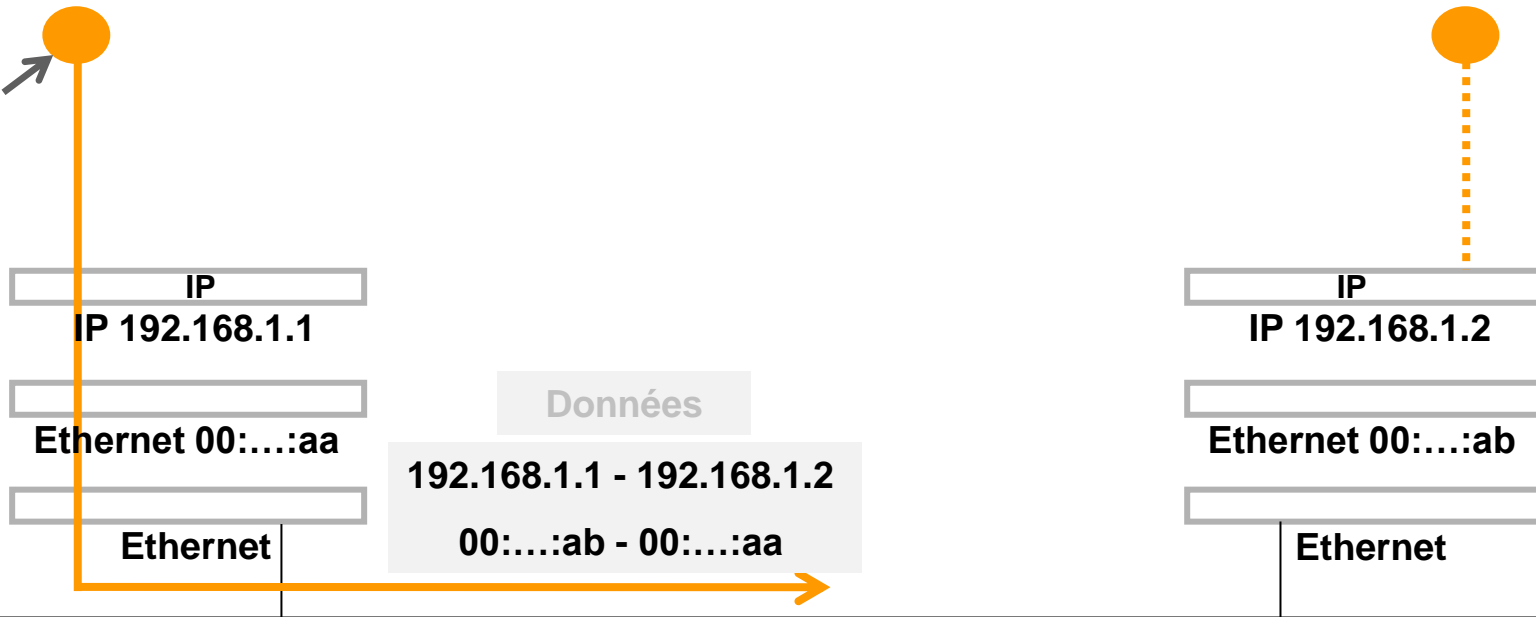 IP
IP 192.168.1.1
Ethernet 00:…:aa
Ethernet
Données
192.168.1.1 - 192.168.1.2
00:…:ab - 00:…:aa
IP
IP 192.168.1.2
Ethernet 00:…:ab
Ethernet